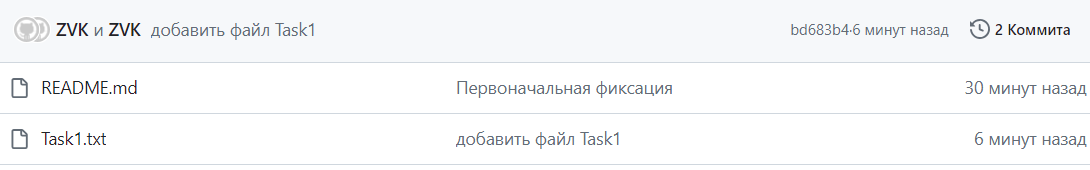 ZVK и ZVK добавить файл Task1 bd683b4·6 минут назад 2 Коммита
README.md Первоначальная фиксация 30 минут назад
Task1.txt добавить файл Task1 6 минут назад